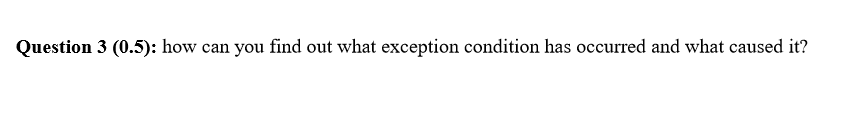 Question 3 (0.5): how can you find out what exception condition has occurred and what caused it?